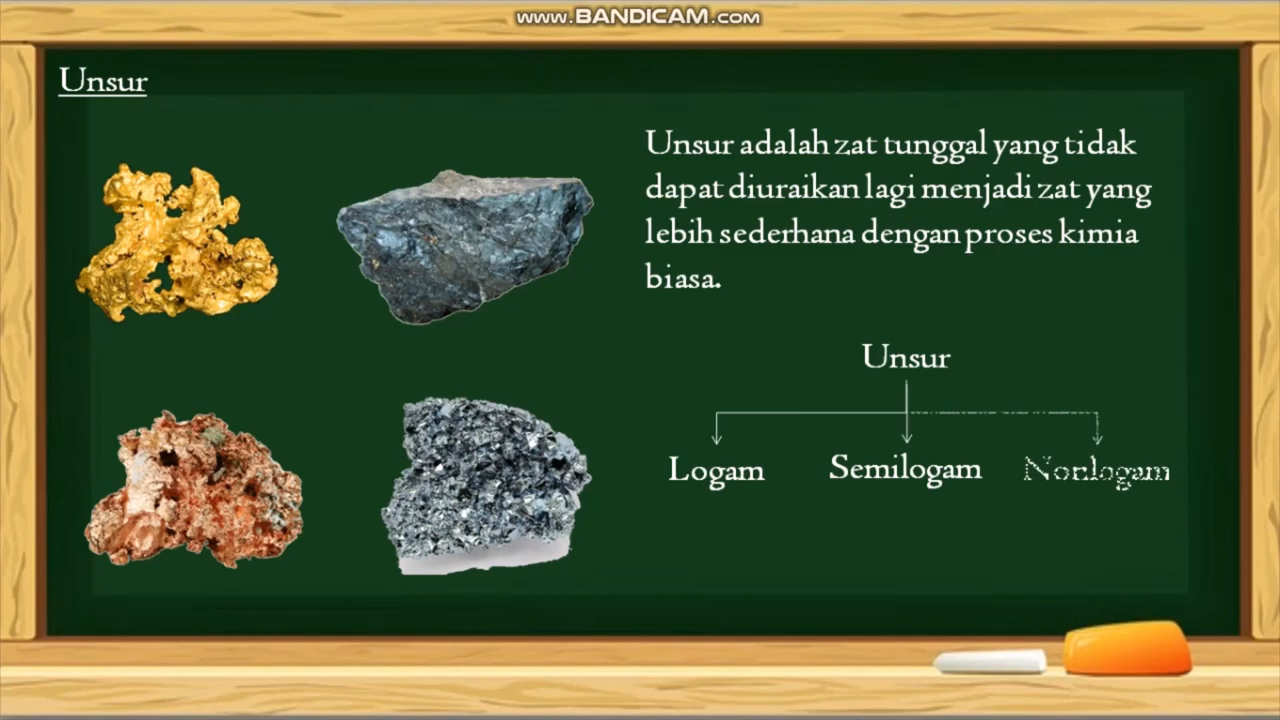 www.BANDICAM.com
Unsur
Unsur adalah zat tunggal yang tidak
dapat diuraikan lagi menjadi zat yang
lebih sederhana dengan proses kimia
biasa.
Unsur
Logam Semilogam Nonlogam